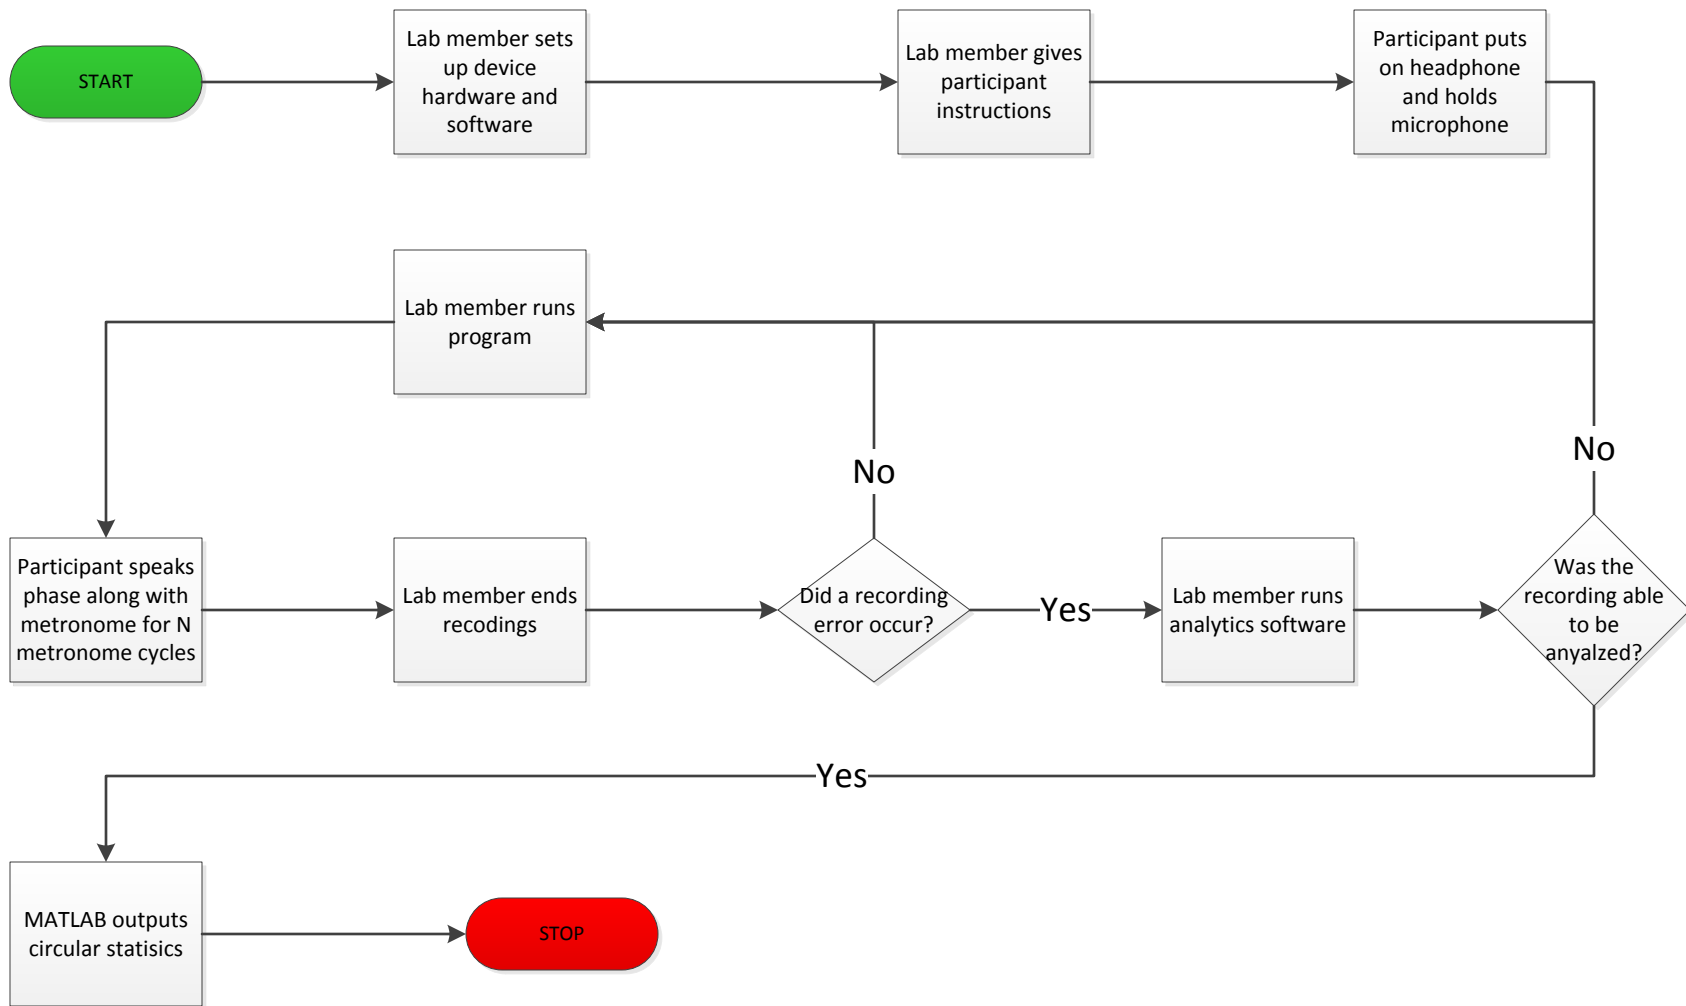 START
Lab member sets
up device
hardware and
software
Lab member gives
participant
instructions
Participant puts
on headphone
and holds
microphone
Lab member runs
program
No
No
Participant speaks
phase along with
metronome for N
metronome cycles
Lab member ends
recodings
Did a recording
error occur?
Yes
Lab member runs
analytics software
Was the
recording able
to be
anyalzed?
Yes
MATLAB outputs
circular statisics
STOP